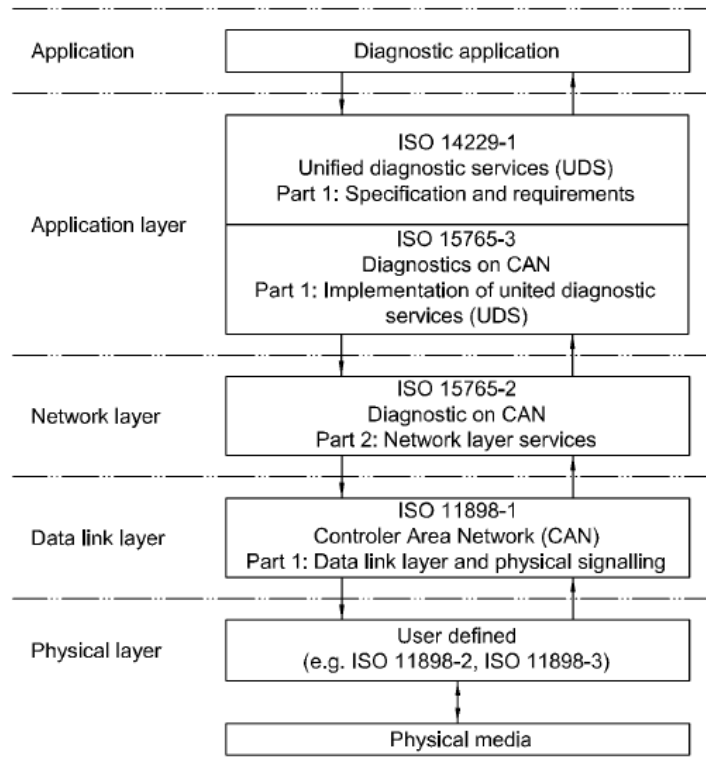 Application
Diagnostic application
Application layer
ISO 14229-1
Unified diagnostic services (UDS)
Part 1: Specification and requirements
ISO 15765-3
Diagnostics on CAN
Part 1: Implementation of united diagnostic
services (UDS)
Network layer
ISO 15765-2
Diagnostic on CAN
Part 2: Network layer services
Data link layer
ISO 11898-1
Controler Area Network (CAN)
Part 1: Data link layer and physical signalling
Physical layer
User defined
(e.g. ISO 11898-2, ISO 11898-3)
Physical media